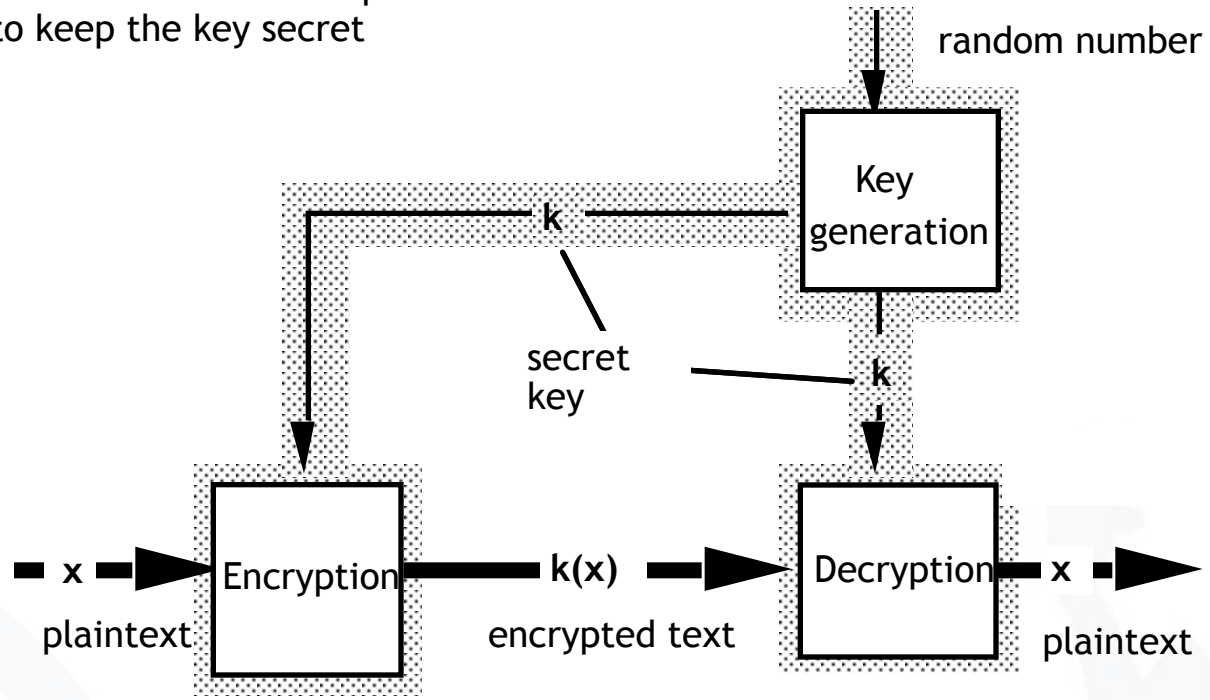 to keep the key secret
random number
Key
generation
k
secret
key
k
x
Encryption
k(x)
Decryption
x
plaintext
encrypted text
plaintext